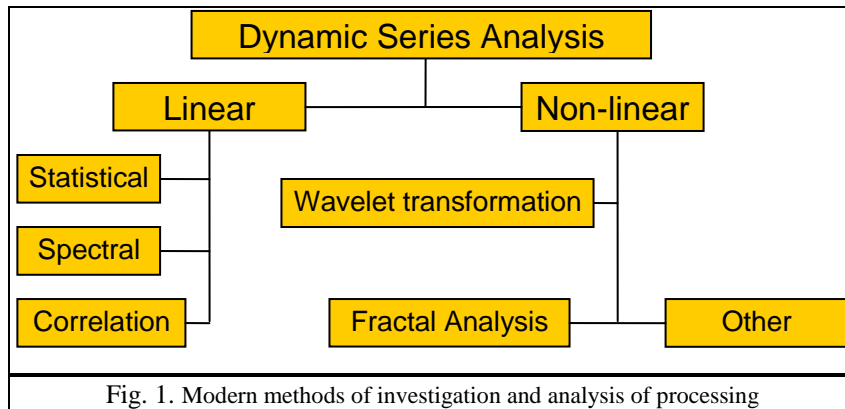 Dynamic Series Analysis
Linear
Non-linear
Statistical
Wavelet transformation
Spectral
Correlation
Fractal Analysis
Other
Fig. 1. Modern methods of investigation and analysis of processing